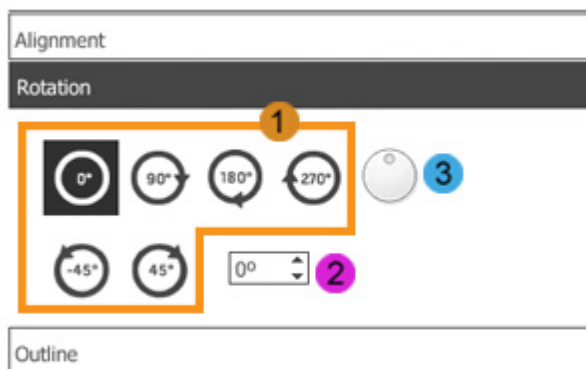 Alignment
Rotation
1
0° 90° 180° 270° 3
-45° 45° 0º 2
Outline